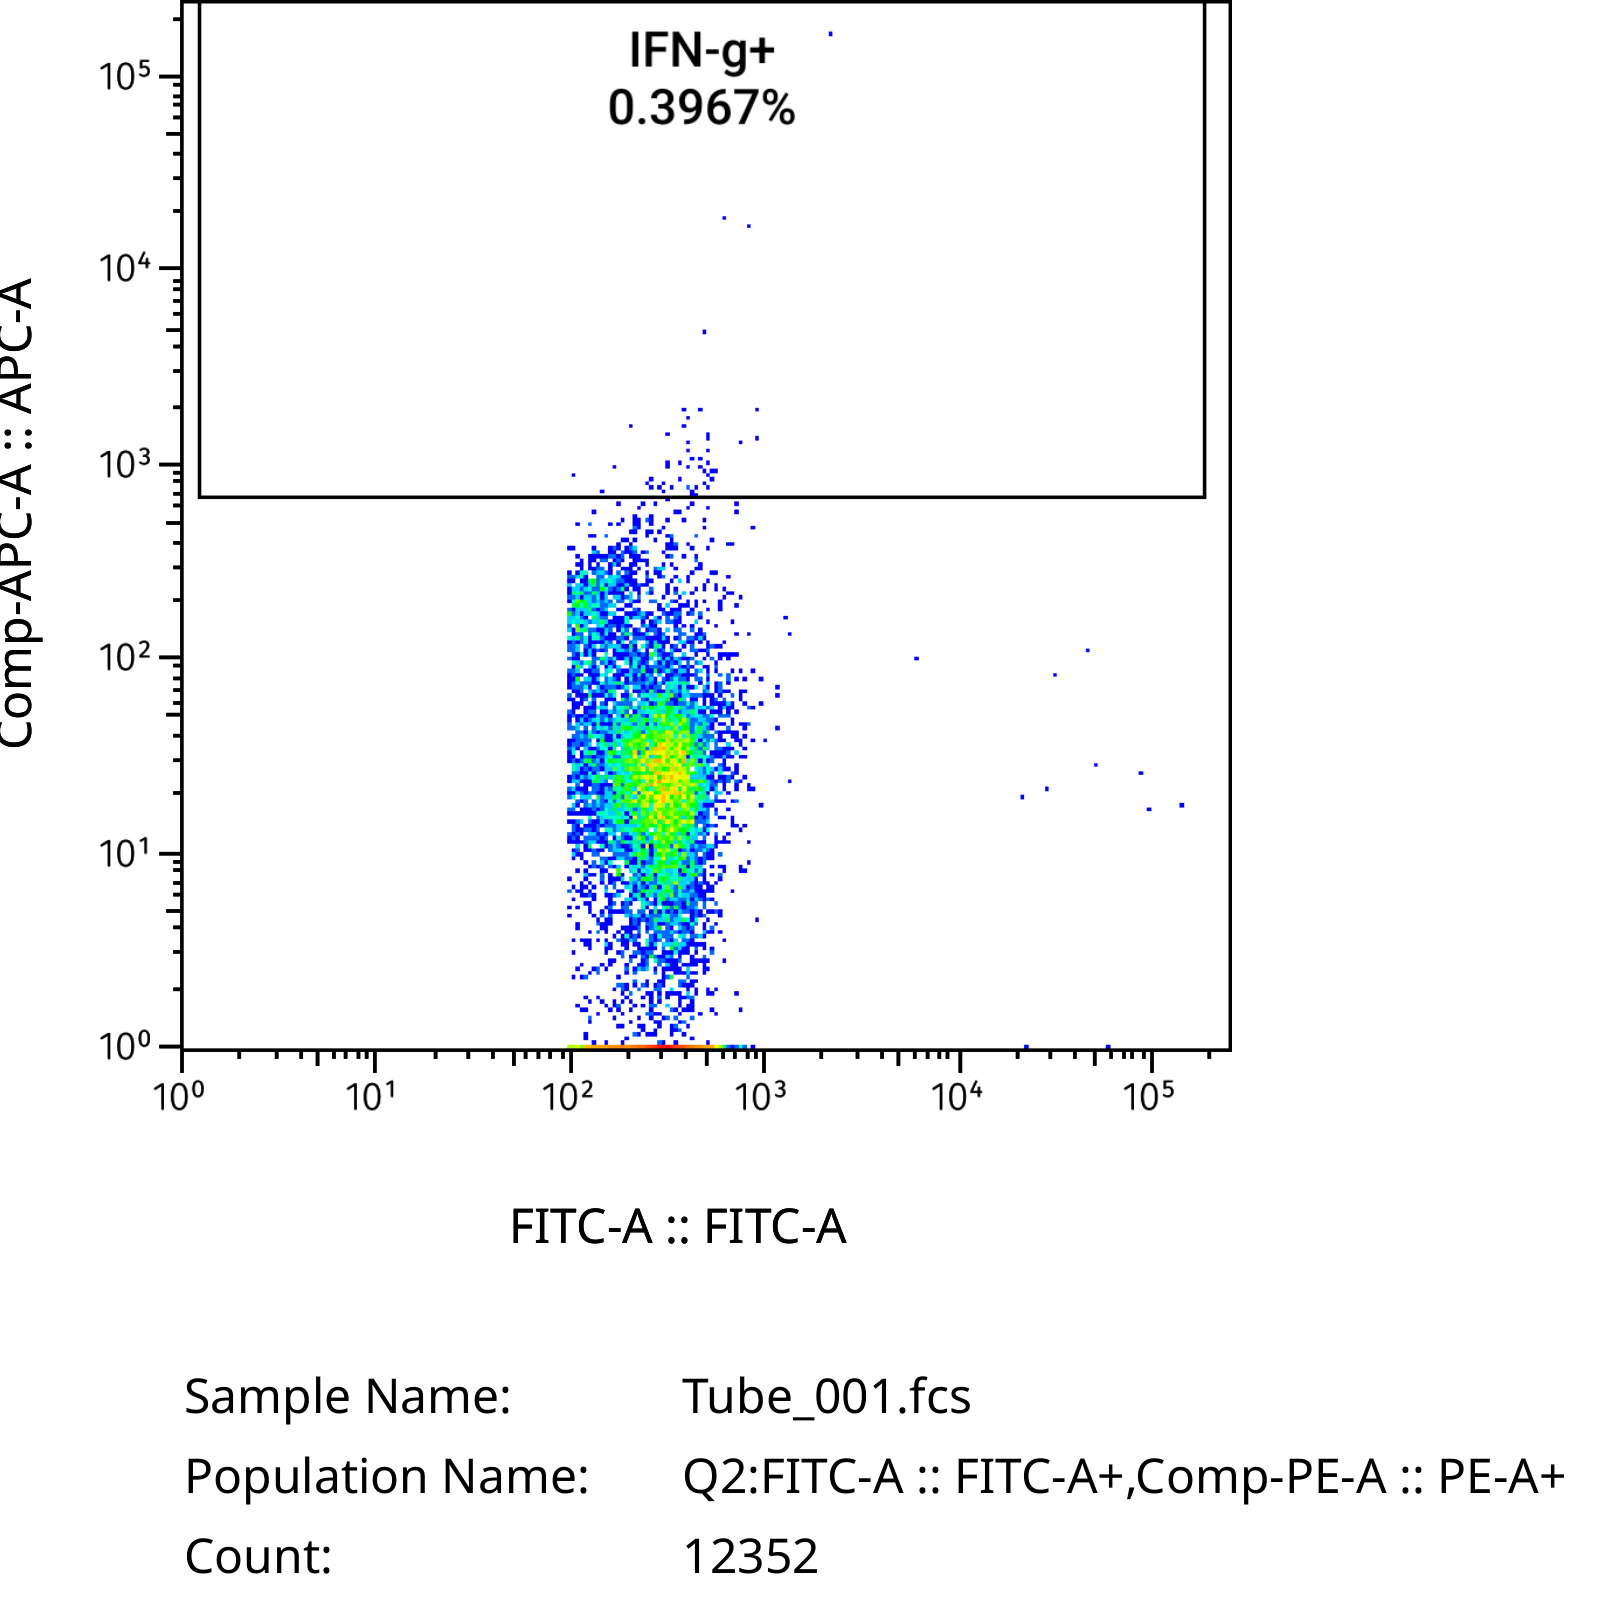 IFN-g+
0.3967%
10⁵
10⁴
10³
10²
10¹
10⁰
Comp-APC-A :: APC-A
10⁰ 10¹ 10² 10³ 10⁴ 10⁵
FITC-A :: FITC-A
Sample Name: Tube_001.fcs
Population Name: Q2:FITC-A :: FITC-A+,Comp-PE-A :: PE-A+
Count: 12352